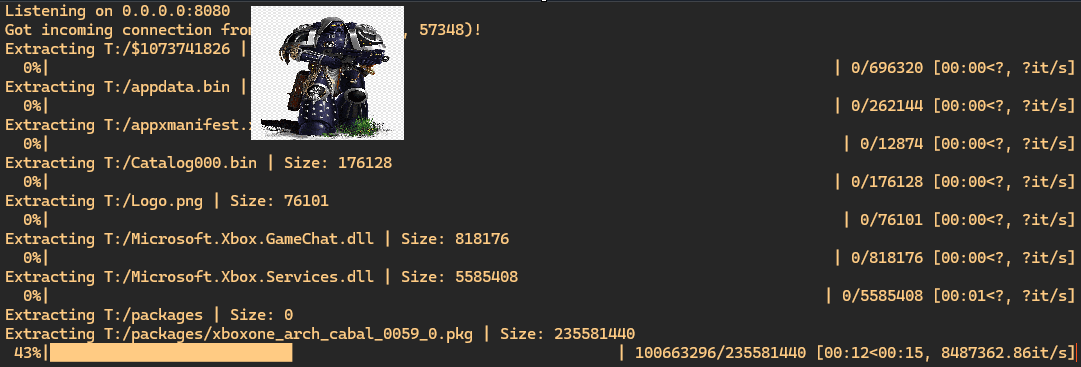 Listening on 0.0.0.0:8080
Got incoming connection from , 57348)!
Extracting T:/$1073741826 |
0%| | 0/696320 [00:00<?, ?it/s]
Extracting T:/appdata.bin |
0%| | 0/262144 [00:00<?, ?it/s]
Extracting T:/appxmanifest.
0%| | 0/12874 [00:00<?, ?it/s]
Extracting T:/Catalog000.bin | Size: 176128
0%| | 0/176128 [00:00<?, ?it/s]
Extracting T:/Logo.png | Size: 76101
0%| | 0/76101 [00:00<?, ?it/s]
Extracting T:/Microsoft.Xbox.GameChat.dll | Size: 818176
0%| | 0/818176 [00:00<?, ?it/s]
Extracting T:/Microsoft.Xbox.Services.dll | Size: 5585408
0%| | 0/5585408 [00:01<?, ?it/s]
Extracting T:/packages | Size: 0
Extracting T:/packages/xboxone_arch_cabal_0059_0.pkg | Size: 235581440
43%| | 100663296/235581440 [00:12<00:15, 8487362.86it/s]